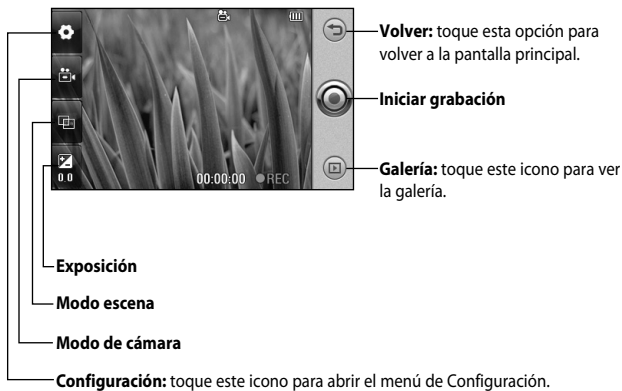 Volver: toque esta opción para
volver a la pantalla principal.
Iniciar grabación
0.0
00:00:00 REC
Galería: toque este icono para ver
la galería.
Exposición
Modo escena
Modo de cámara
Configuración: toque este icono para abrir el menú de Configuración.